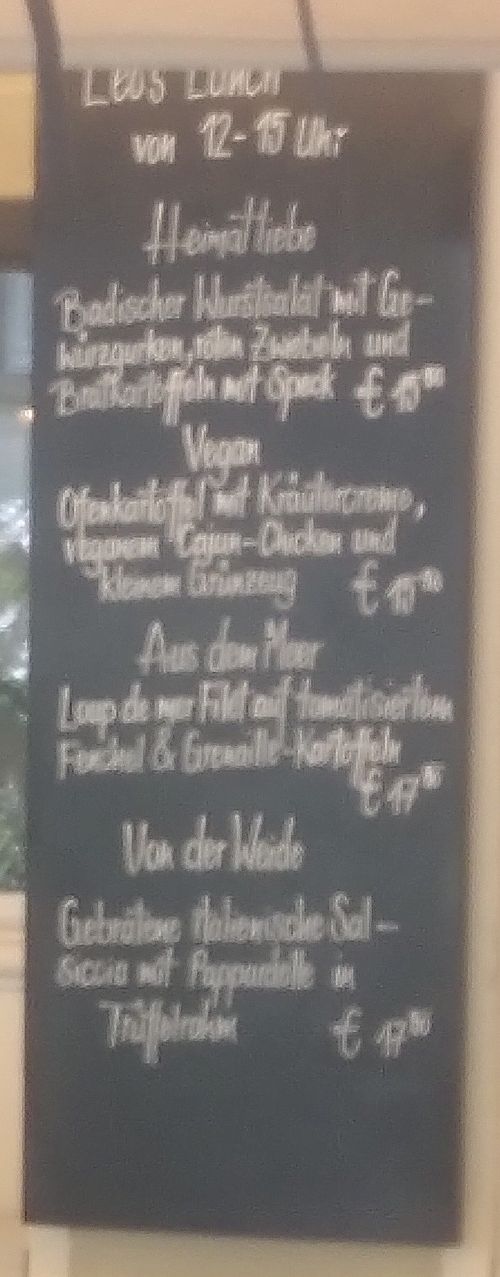 Leos Lunch
von 12-15 Uhr
Heimatliebe
Badischer Wurstsalat mit Ge-
würzgurken, roten Zwiebeln und
Bratkartoffeln mit Speck €
Vegan
Ofenkartoffel mit Kräutercreme,
veganem Cajun-Chicken und
kleinem Grünzeug €
Aus dem Meer
Loup de mer Filet auf tomatisiertem
Fenchel & Grenaille-Kartoffeln
€ 17
Von der Weide
Gebratene italienische Sal-
siccia mit Pappardelle in
Trüffelrahm € 17